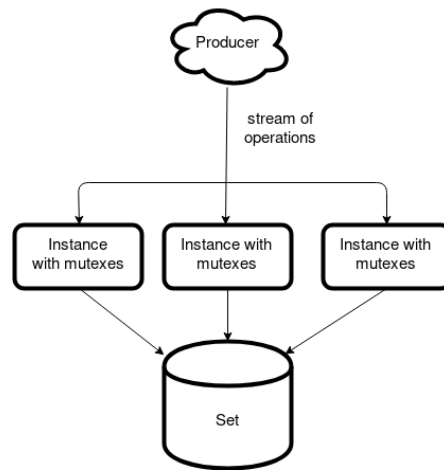 Producer
stream of
operations
Instance
with mutexes
Instance with
mutexes
Instance with
mutexes
Set